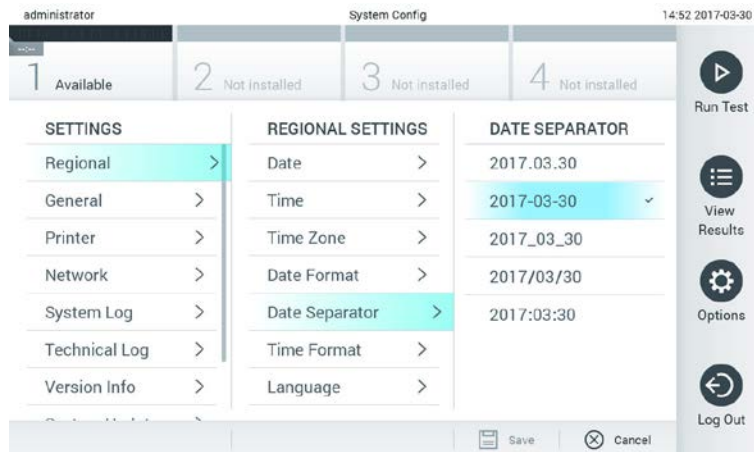 administrator System Config 14:52 2017-03-30
--:--
1 Available 2 Not installed 3 Not installed 4 Not installed
Run Test
SETTINGS REGIONAL SETTINGS DATE SEPARATOR
Regional > Date > 2017.03.30
General > Time > 2017-03-30
View Results
Printer > Time Zone > 2017_03_30
Network > Date Format > 2017/03/30
System Log > Date Separator > 2017:03:30
Options
Technical Log > Time Format >
Version Info > Language >
Log Out
Save Cancel